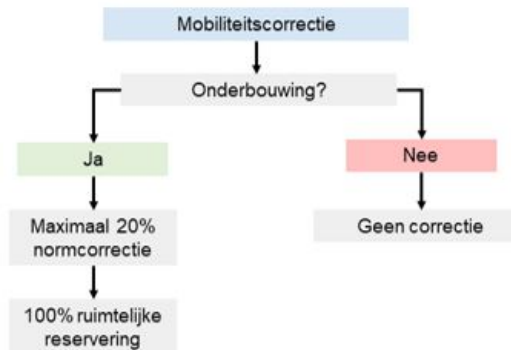 Mobiliteitscorrectie
Onderbouwing?
Ja
Nee
Maximaal 20%
normcorrectie
Geen correctie
100% ruimtelijke
reservering